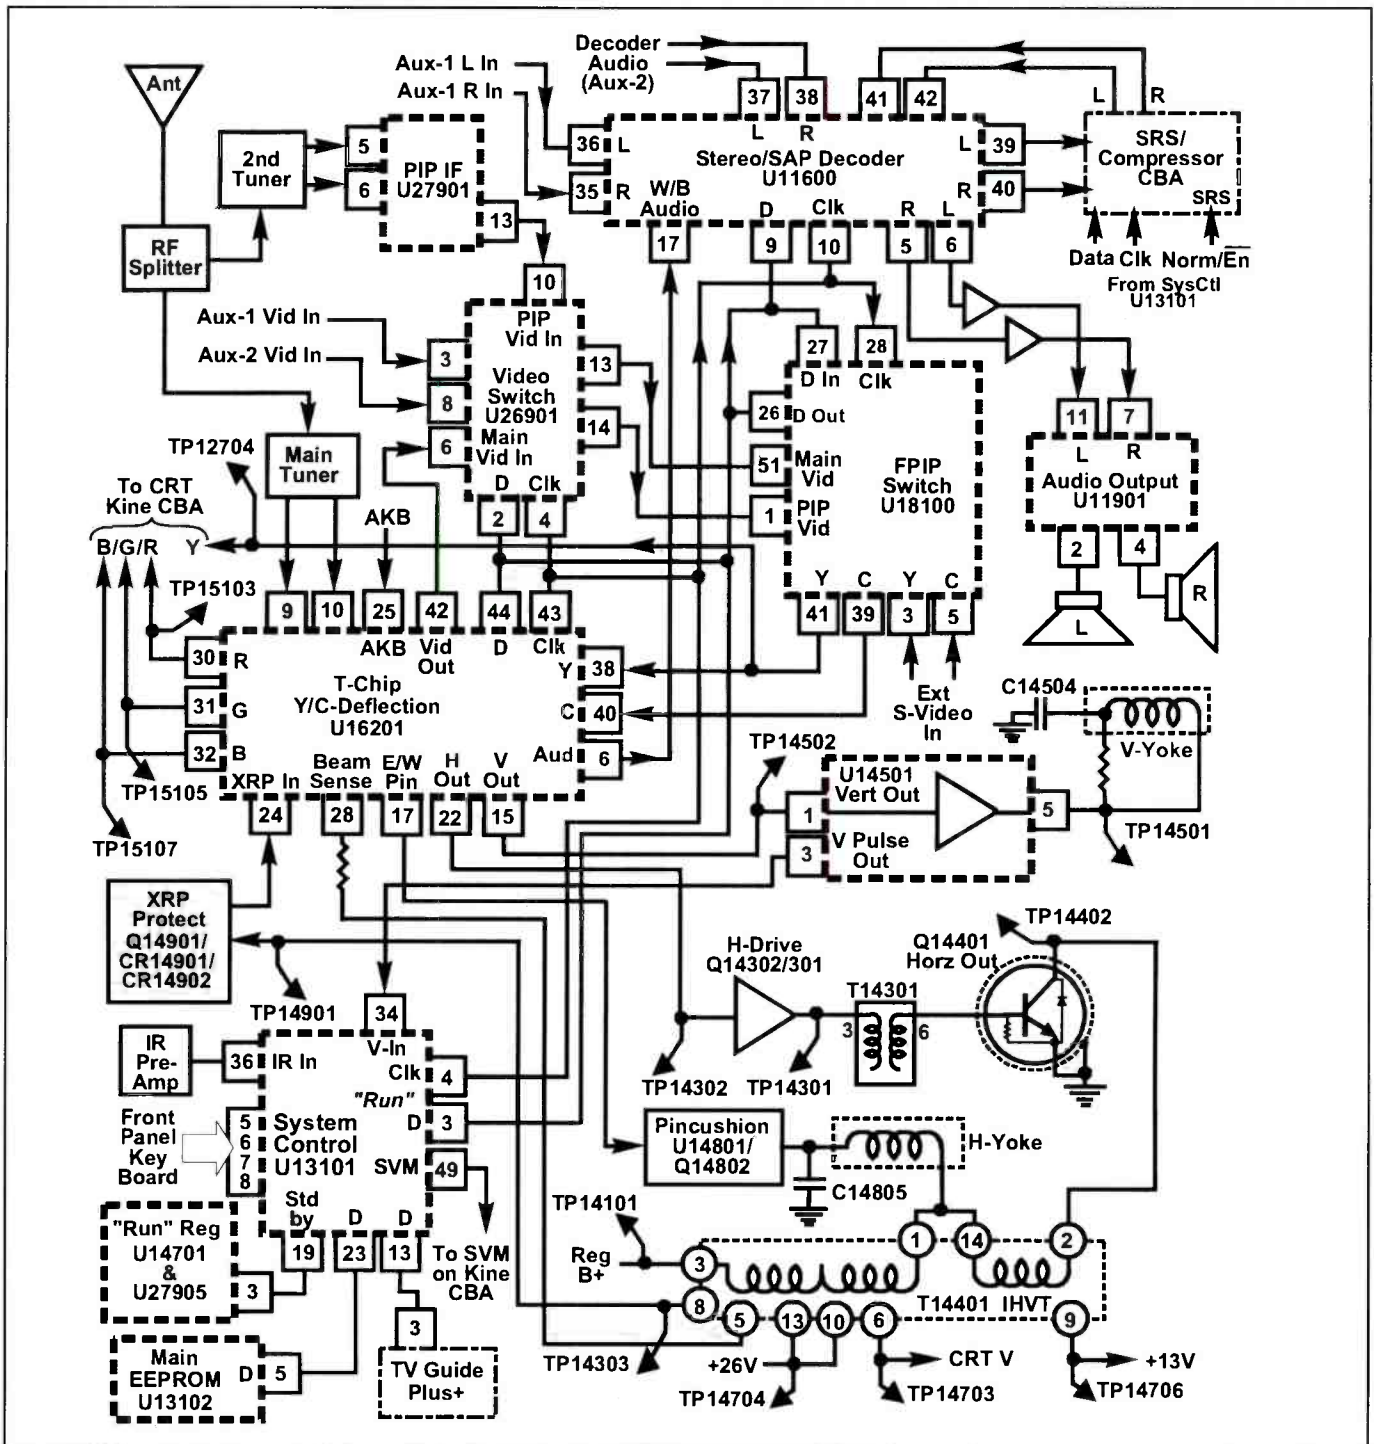 Ant
RF
Splitter
2nd
Tuner
5
6
PIP IF
U27901
13
Aux-1 L In
Aux-1 R In
Decoder
Audio
(Aux-2)
37
38
41
42
L
R
36
L
35
R
Stereo/SAP Decoder
U11600
W/B
Audio
D
Clk
R
L
L
39
R
40
17
9
10
5
6
L
R
SRS/
Compressor
CBA
SRS
Data
Clk
Norm/En
From SysCtl
U13101
Aux-1 Vid In
Aux-2 Vid In
10
PIP
Vid In
3
8
6
Video
Switch
U26901
Main
Vid In
D
Clk
13
14
2
4
27
28
D In
Clk
26
D Out
51
Main
Vid
1
PIP
Vid
FPIP
Switch
U18100
Y
C
Y
C
41
39
3
5
Ext
S-Video
In
11
7
L
R
Audio Output
U11901
2
4
L
R
TP12704
Main
Tuner
To CRT
Kine CBA
B/G/R
Y
AKB
TP15103
9
10
25
42
44
43
AKB
Vid
Out
D
Clk
30
R
31
G
32
B
T-Chip
Y/C-Deflection
U16201
Y
38
C
40
Aud
6
XRP In
Beam
Sense
E/W
Pin
H
Out
V
Out
24
28
17
22
15
TP15105
TP15107
C14504
V-Yoke
TP14502
U14501
Vert Out
1
3
V Pulse
Out
5
TP14501
XRP
Protect
Q14901/
CR14901/
CR14902
TP14901
H-Drive
Q14302/301
TP14302
TP14301
T14301
3
6
Q14401
Horz Out
TP14402
IR
Pre-
Amp
36
IR In
34
V-In
Clk
4
"Run"
D
3
SVM
49
Front
Panel
Key
Board
5
6
7
8
System
Control
U13101
Std
by
D
D
19
23
13
To SVM
on Kine
CBA
"Run" Reg
U14701
&
U27905
3
Main
EEPROM
U13102
D
5
3
TV Guide
Plus+
Pincushion
U14801/
Q14802
H-Yoke
C14805
TP14101
Reg
B+
3
1
14
2
T14401 IHVT
8
5
13
10
6
9
TP14303
+26V
TP14704
CRT V
TP14703
+13V
TP14706